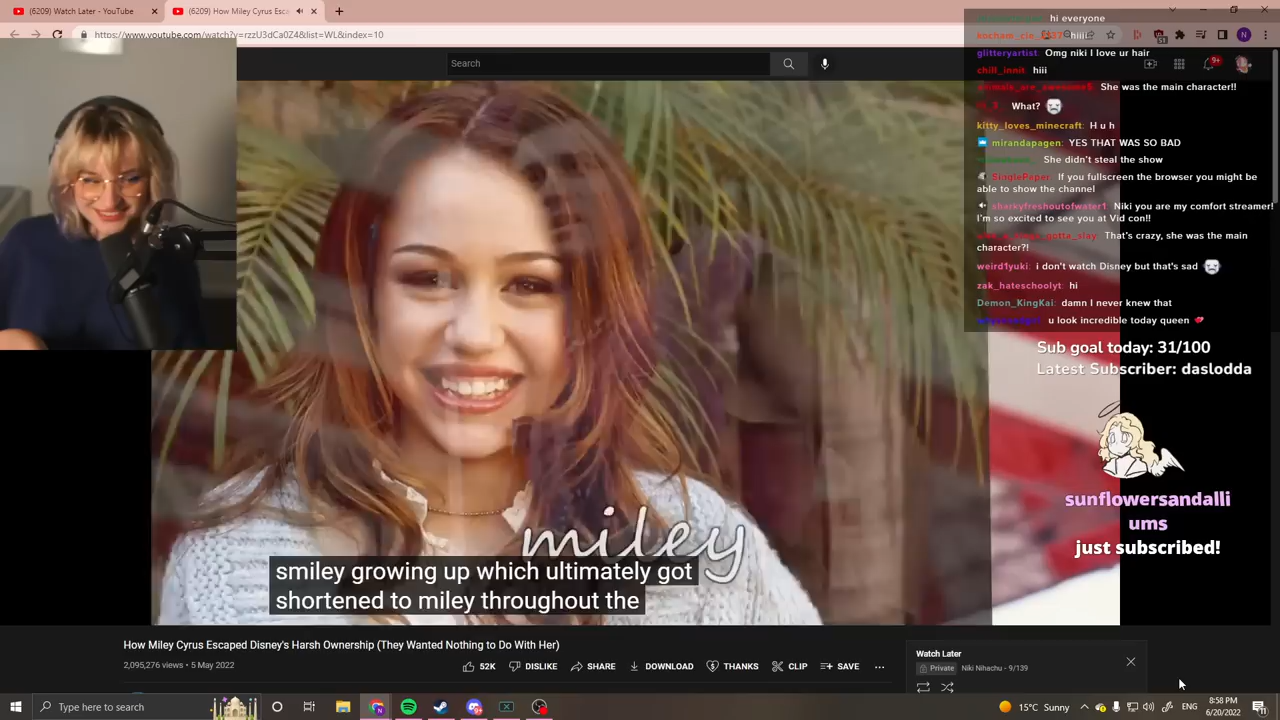 (6209) Watch Later - YouTube
(6209) How Miley Cyrus Esc
https://www.youtube.com/watch?v=rzzU3dCa0Z4&list=WL&index=10
Search
9+
51
N
hi everyone
hiiii
glitteryartist: Omg niki I love ur hair
chill_innit: hiii
She was the main character!!
What?
kitty_loves_minecraft: H u h
mirandapagen: YES THAT WAS SO BAD
She didn't steal the show
SinglePaper: If you fullscreen the browser you might be
able to show the channel
sharkyfreshoutofwater1: Niki you are my comfort streamer!
I'm so excited to see you at Vid con!!
That's crazy, she was the main
character?!
weird1yuki: i don't watch Disney but that's sad
zak_hateschoolyt: hi
Demon_KingKai: damn I never knew that
u look incredible today queen
Sub goal today: 31/100
Latest Subscriber: daslodda
sunflowersandalli
ums
just subscribed!
miley
smiley growing up which ultimately got
shortened to miley throughout the
How Miley Cyrus Escaped Disney's Harsh Ownership (They Wanted Nothing to Do With Her)
2,095,276 views • 5 May 2022
52K DISLIKE SHARE DOWNLOAD THANKS CLIP SAVE
Watch Later
Private Niki Nihachu - 9/139
Type here to search
15°C Sunny
ENG
8:58 PM
6/20/2022